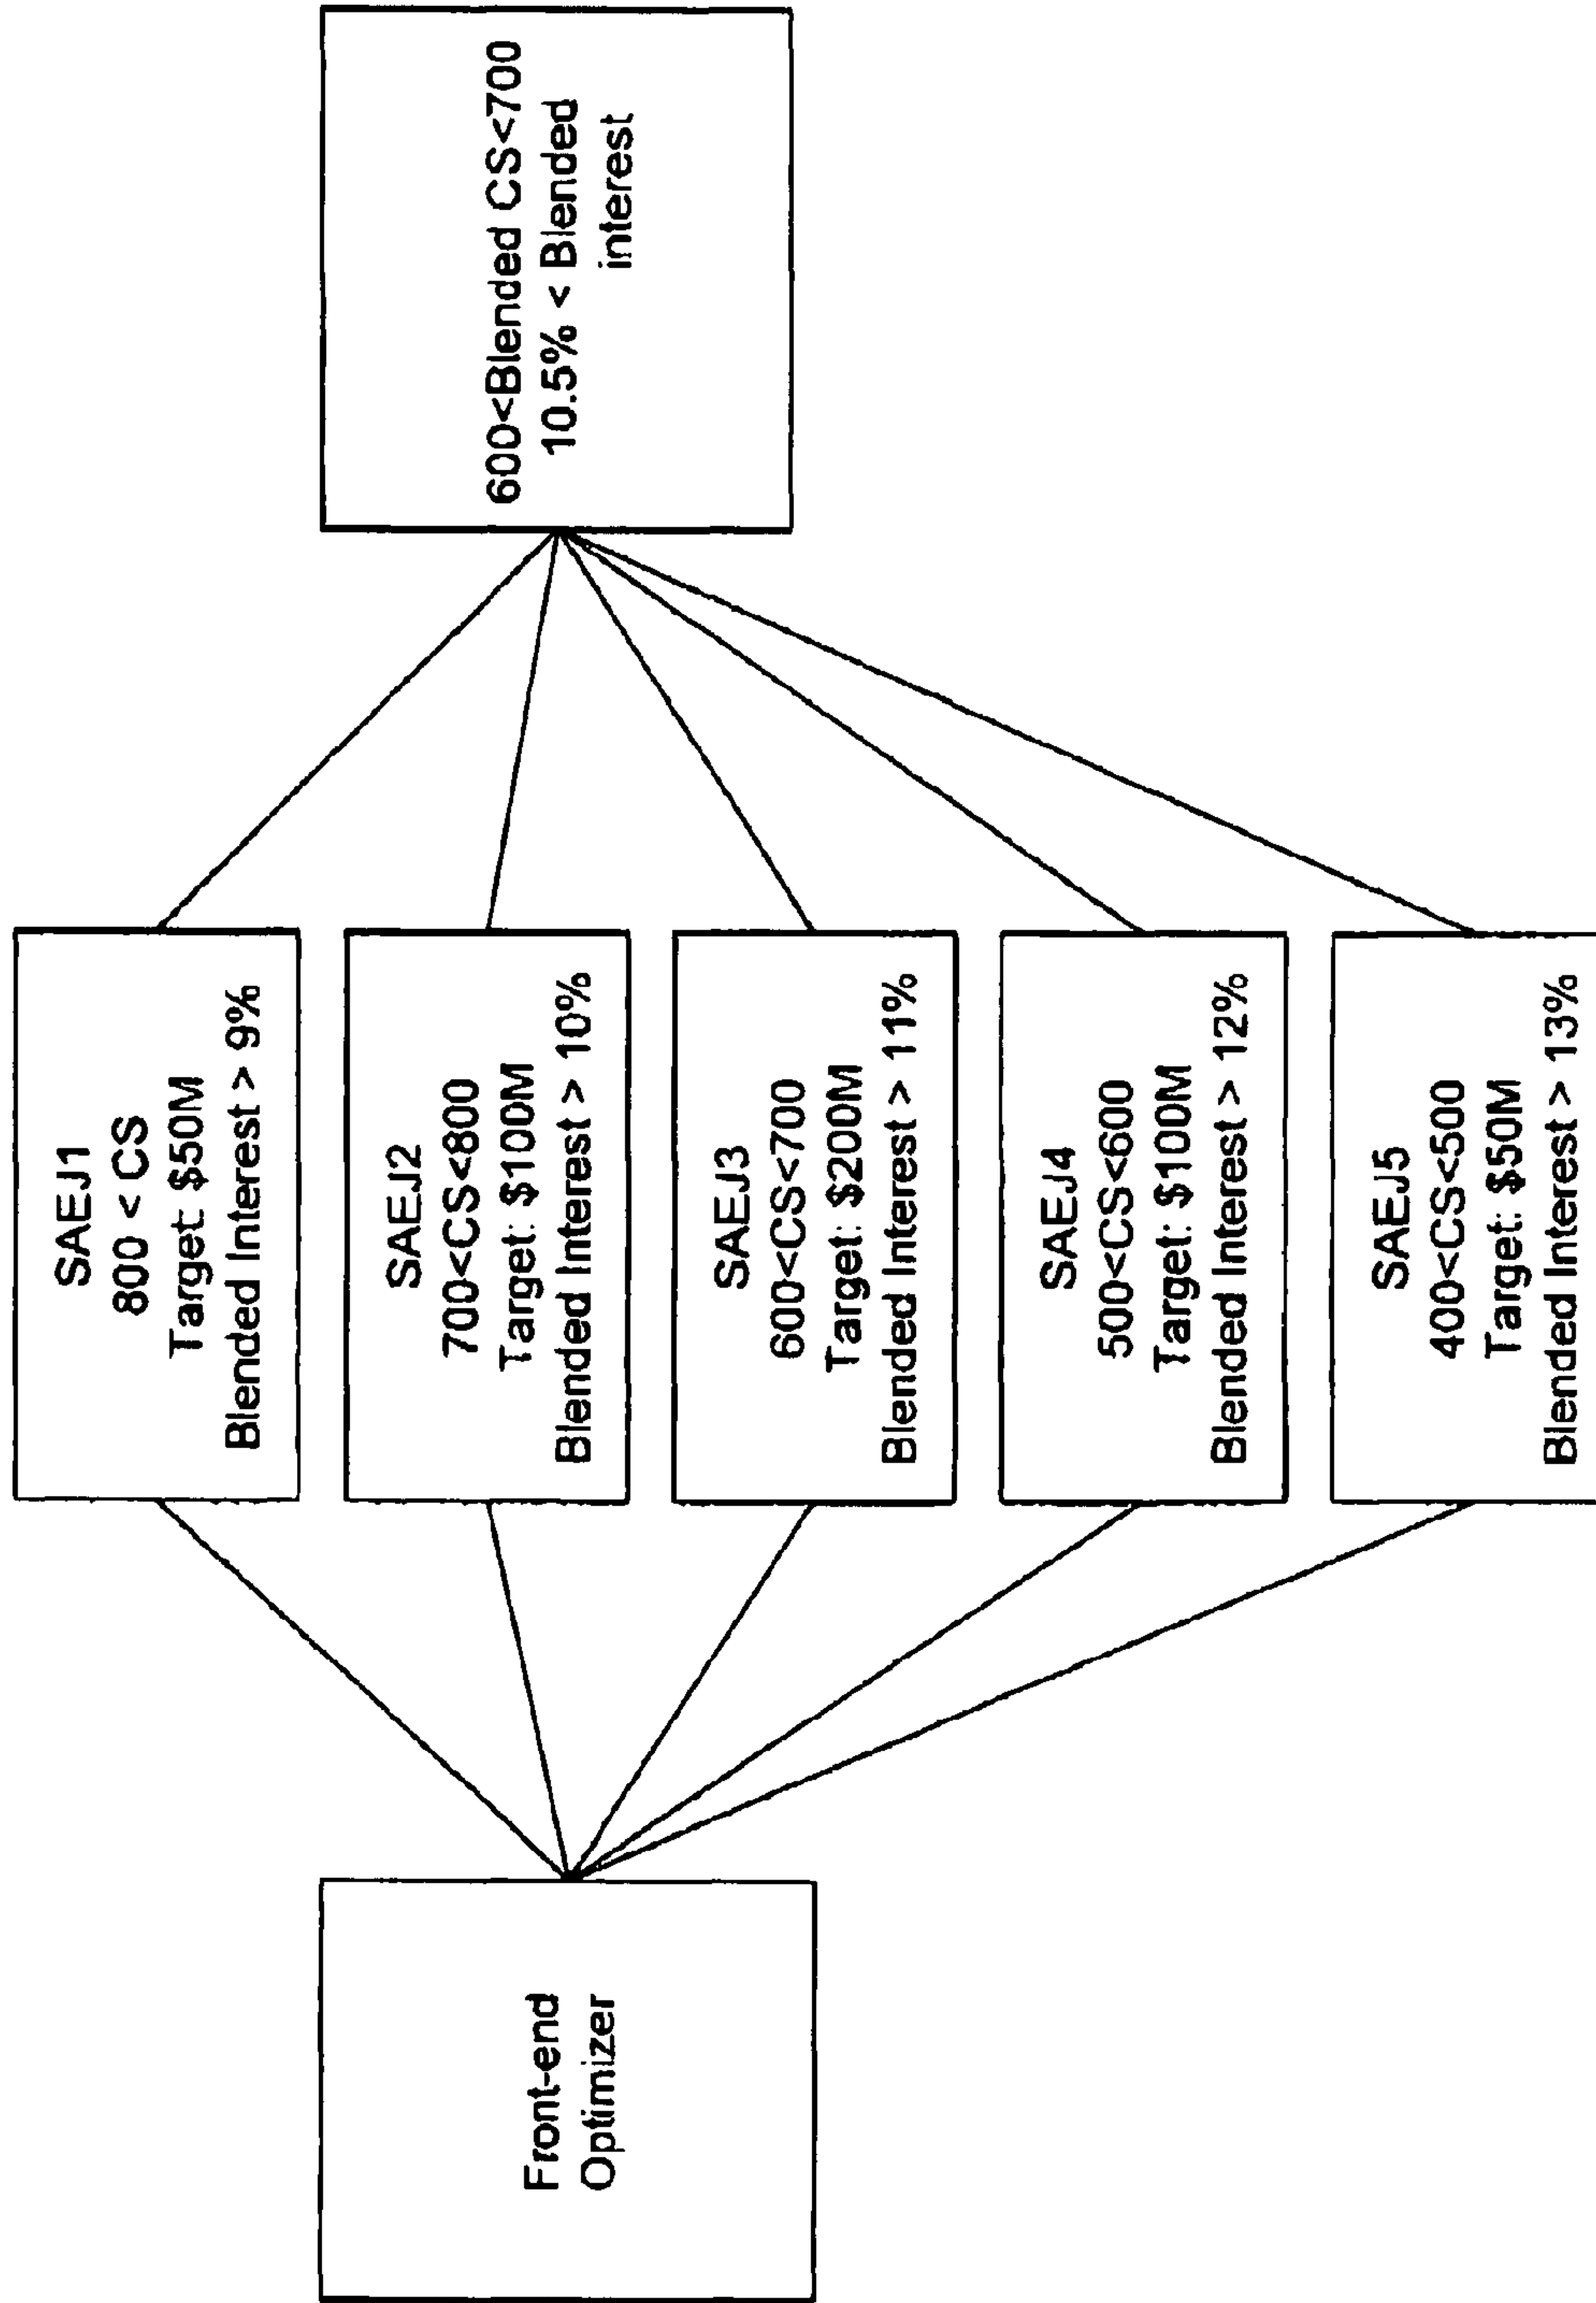 Front-end
Optimizer
SAEJ1
800 < CS
Target: $50M
Blended Interest > 9%
SAEJ2
700<CS<800
Target: $100M
Blended Interest > 10%
SAEJ3
600<CS<700
Target: $200M
Blended Interest > 11%
SAEJ4
500<CS<600
Target: $100M
Blended Interest > 12%
SAEJ5
400<CS<500
Target: $50M
Blended Interest > 13%
600<Blended CS<700
10.5% < Blended
interest